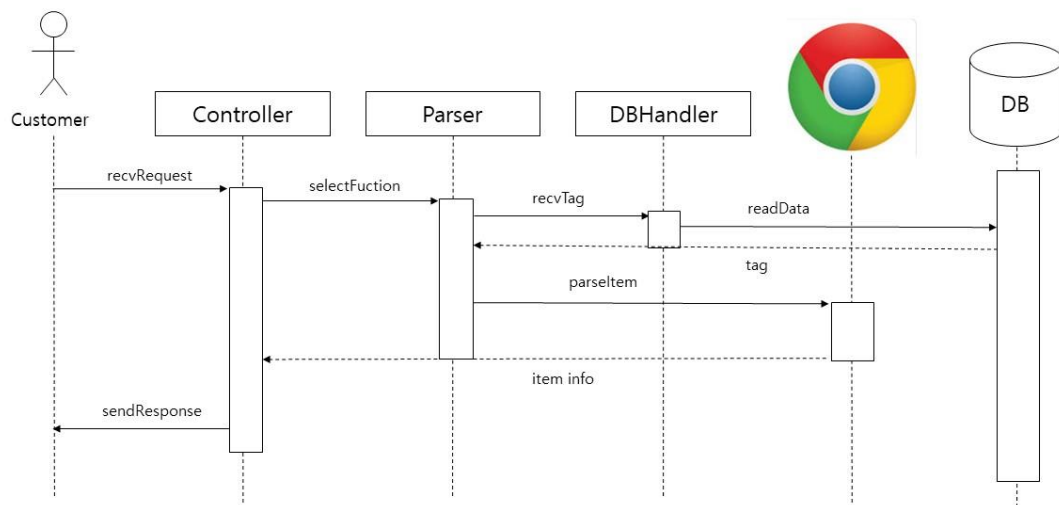 Customer
Controller
Parser
DBHandler
DB
recvRequest
selectFuction
recvTag
readData
tag
parseItem
item info
sendResponse